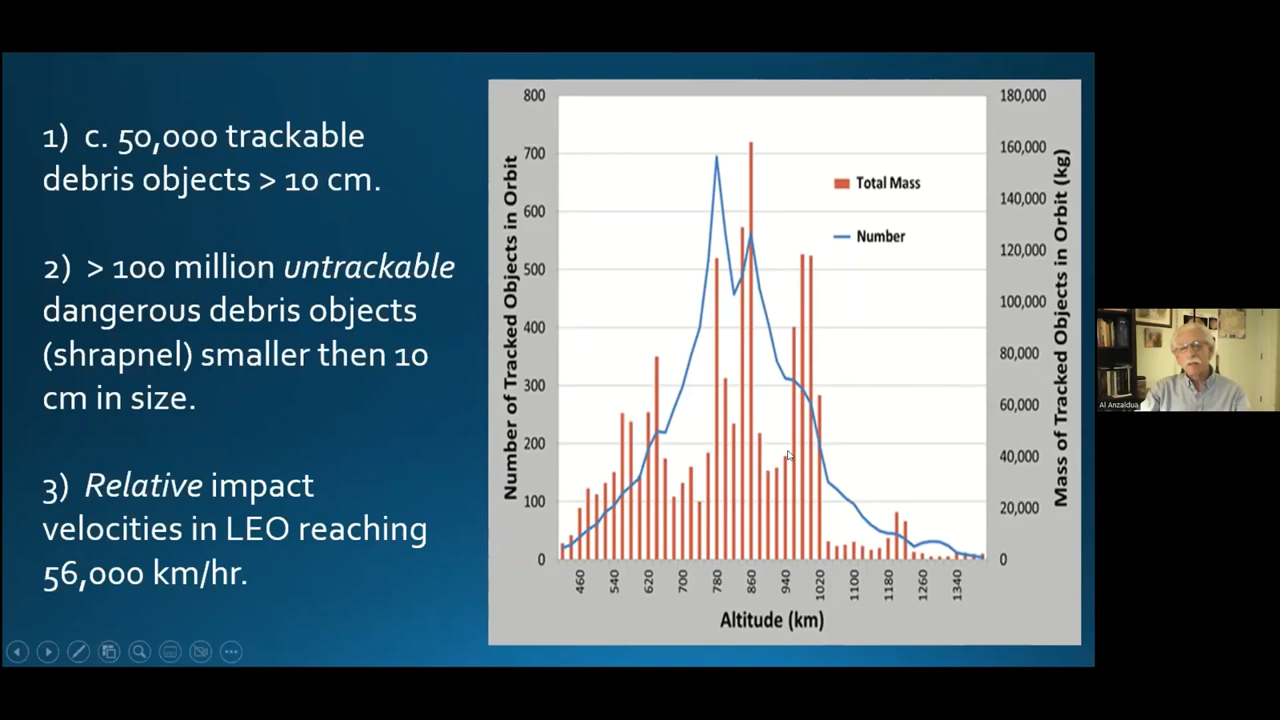 1) c. 50,000 trackable
debris objects > 10 cm.
2) > 100 million untrackable
dangerous debris objects
(shrapnel) smaller then 10
cm in size.
3) Relative impact
velocities in LEO reaching
56,000 km/hr.
Number of Tracked Objects in Orbit
800
700
600
500
400
300
200
100
0
Total Mass
Number
180,000
160,000
140,000
120,000
100,000
80,000
60,000
40,000
20,000
0
Mass of Tracked Objects in Orbit (kg)
460
540
620
700
780
860
940
1020
1100
1180
1260
1340
Altitude (km)
Al Anzaldua